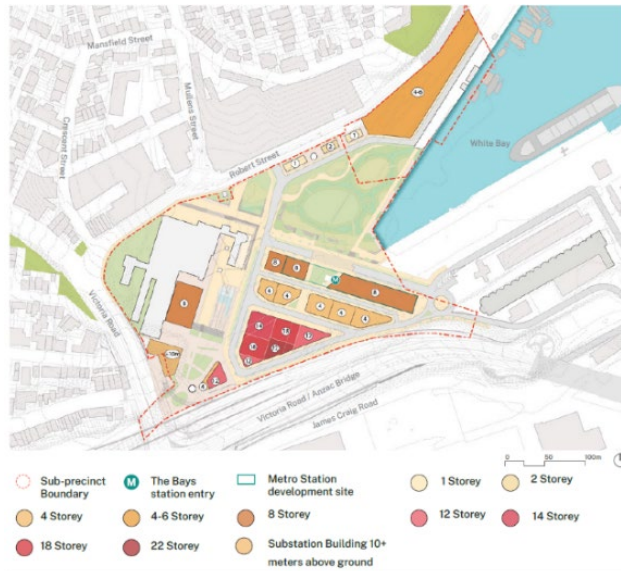 Mansfield Street
Mullens Street
Crescent Street
Robert Street
White Bay
4-6
M
Victoria Road
Victoria Road / Anzac Bridge
James Craig Road
0 50 100m
Sub-precinct
Boundary
M The Bays
station entry
Metro Station
development site
1 Storey
2 Storey
4 Storey
4-6 Storey
8 Storey
12 Storey
14 Storey
18 Storey
22 Storey
Substation Building 10+
meters above ground